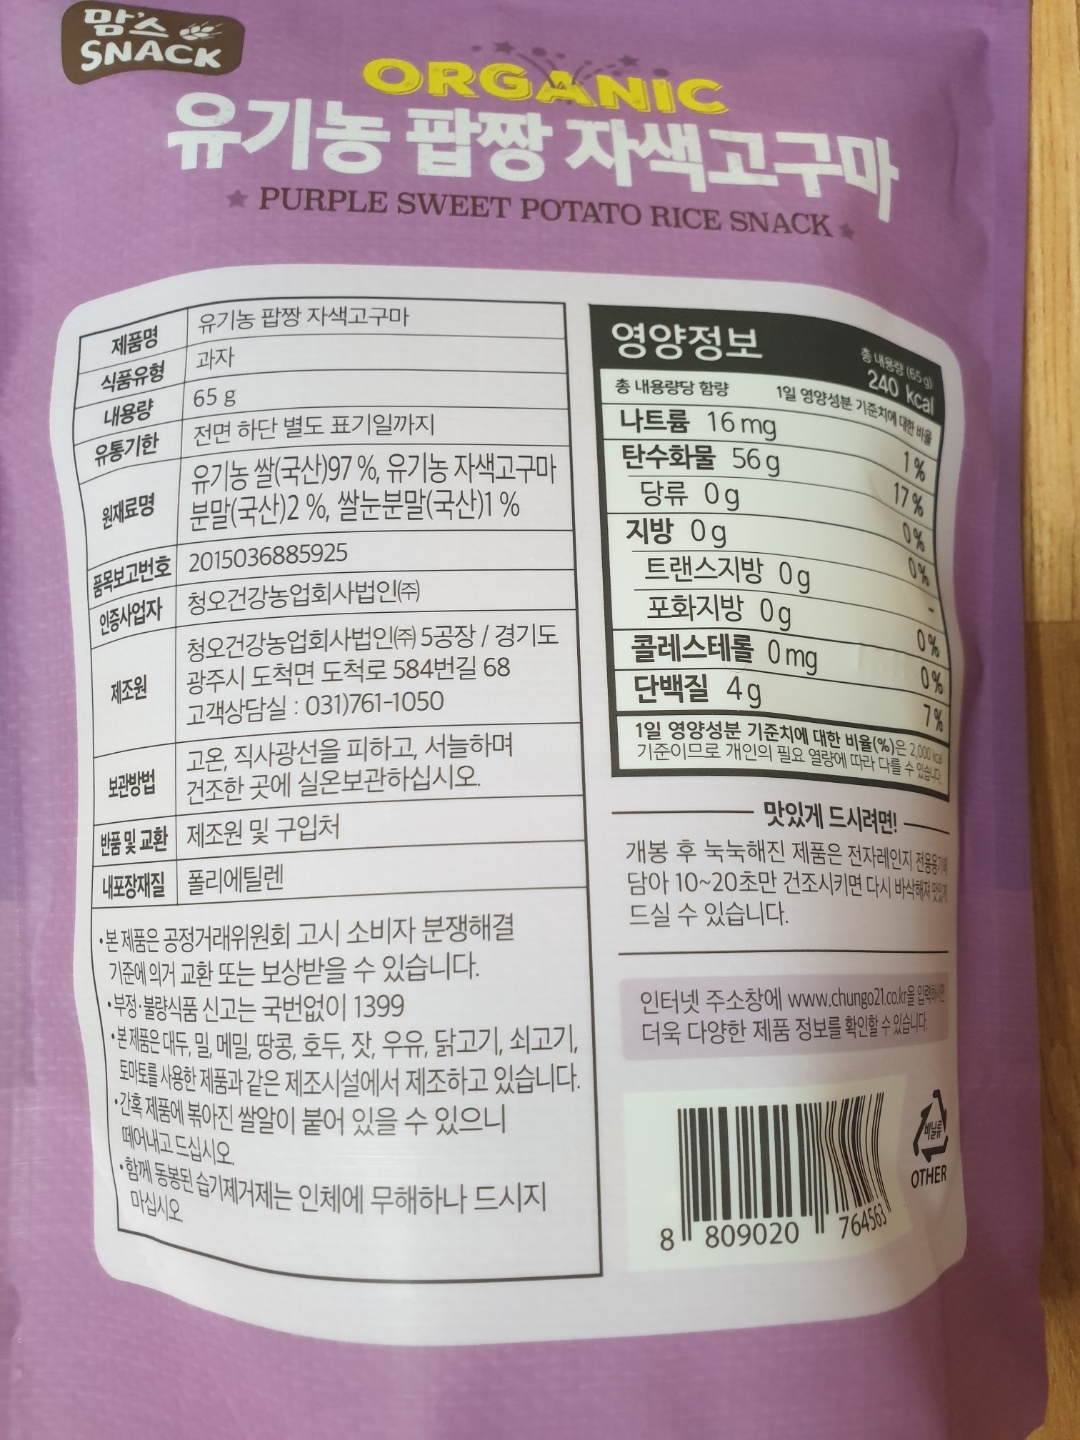 맘's
SNACK
ORGANIC
유기농 팝짱 자색고구마
PURPLE SWEET POTATO RICE SNACK
제품명 유기농 팝짱 자색고구마
식품유형 과자
내용량 65 g
유통기한 전면 하단 별도 표기일까지
원재료명 유기농 쌀(국산)97 %, 유기농 자색고구마
분말(국산)2 %, 쌀눈분말(국산)1 %
품목보고번호 2015036885925
인증사업자 청오건강농업회사법인㈜
제조원 청오건강농업회사법인㈜ 5공장 / 경기도
광주시 도척면 도척로 584번길 68
고객상담실 : 031)761-1050
보관방법 고온, 직사광선을 피하고, 서늘하며
건조한 곳에 실온보관하십시오.
반품 및 교환 제조원 및 구입처
내포장재질 폴리에틸렌
•본 제품은 공정거래위원회 고시 소비자 분쟁해결
기준에 의거 교환 또는 보상받을 수 있습니다.
•부정·불량식품 신고는 국번없이 1399
•본 제품은 대두, 밀, 메밀, 땅콩, 호두, 잣, 우유, 닭고기, 쇠고기,
토마토를 사용한 제품과 같은 제조시설에서 제조하고 있습니다.
•간혹 제품에 볶아진 쌀알이 붙어 있을 수 있으니
떼어내고 드십시오
•함께 동봉된 습기제거제는 인체에 무해하나 드시지
마십시오
영양정보
총 내용량 (65 g)
240 kcal
총 내용량당 함량 1일 영양성분 기준치에 대한 비율
나트륨 16 mg 1 %
탄수화물 56 g 17 %
당류 0 g 0 %
지방 0 g 0 %
트랜스지방 0 g -
포화지방 0 g 0 %
콜레스테롤 0 mg 0 %
단백질 4 g 7 %
1일 영양성분 기준치에 대한 비율(%)은 2,000 kcal
기준이므로 개인의 필요 열량에 따라 다를 수 있습니다.
맛있게 드시려면!
개봉 후 눅눅해진 제품은 전자레인지 전용용기에
담아 10~20초만 건조시키면 다시 바삭해져 맛있게
드실 수 있습니다.
인터넷 주소창에 www.chungo21.co.kr을 입력하시면
더욱 다양한 제품 정보를 확인할 수 있습니다.
비닐류
OTHER
8 809020 764563